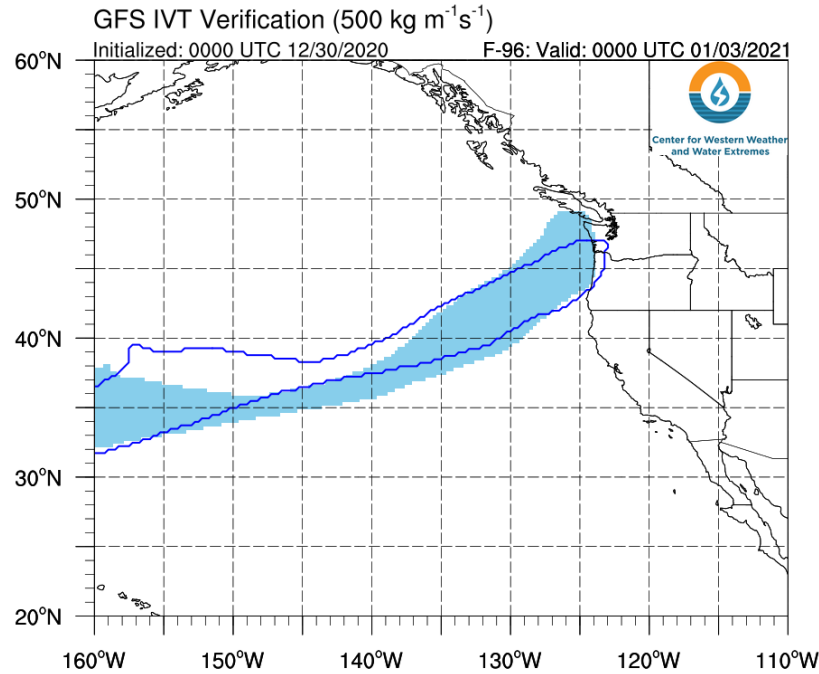 GFS IVT Verification (500 kg m⁻¹s⁻¹)
Initialized: 0000 UTC 12/30/2020 F-96: Valid: 0000 UTC 01/03/2021
60°N
Center for Western Weather
and Water Extremes
50°N
40°N
30°N
20°N
160°W 150°W 140°W 130°W 120°W 110°W